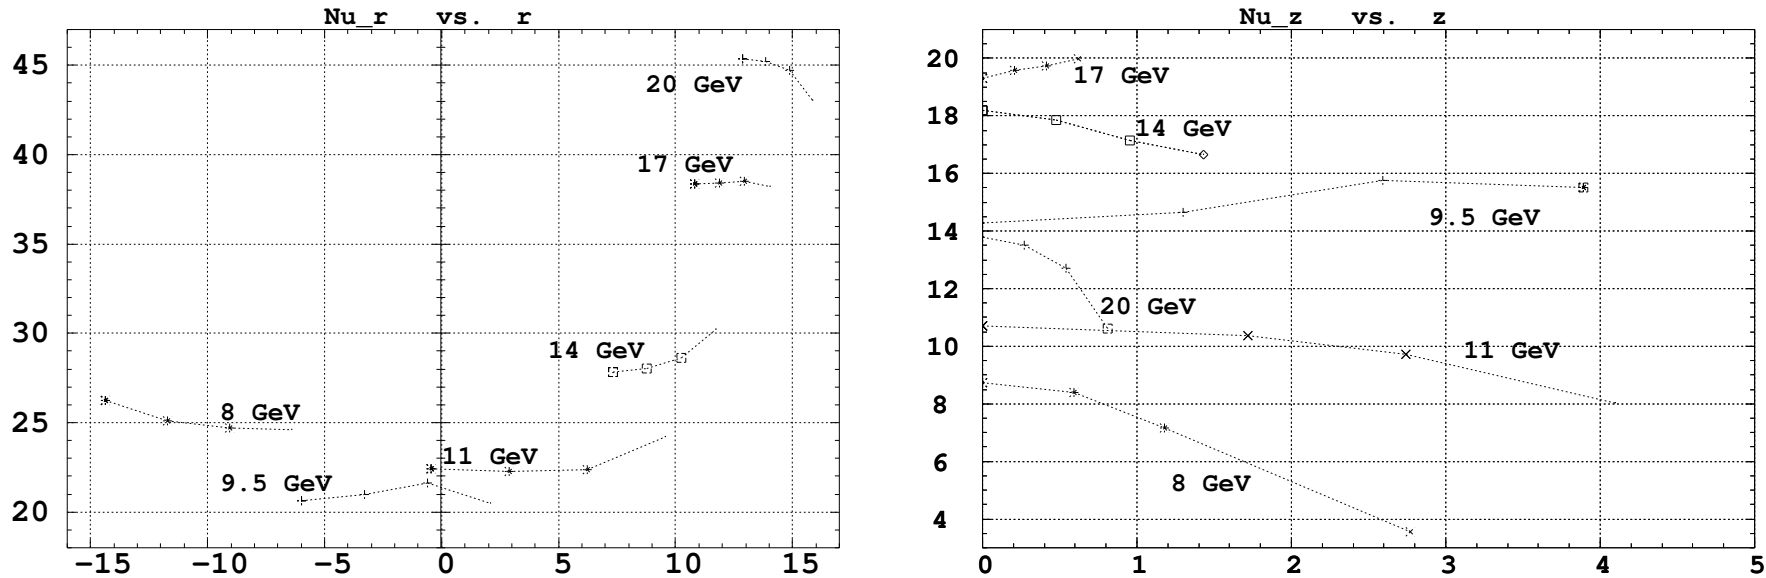 Nu_r vs. r
45
40
35
30
25
20
20 GeV
17 GeV
14 GeV
8 GeV
11 GeV
9.5 GeV
−15 −10 −5 0 5 10 15
Nu_z vs. z
20
18
16
14
12
10
8
6
4
17 GeV
14 GeV
9.5 GeV
20 GeV
11 GeV
8 GeV
0 1 2 3 4 5